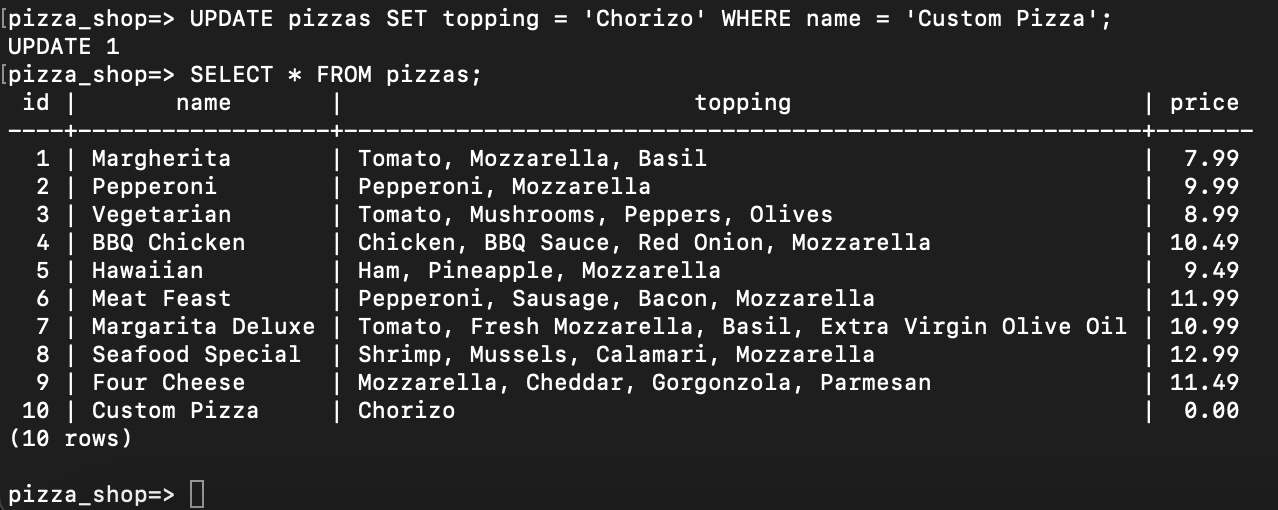 [pizza_shop=> UPDATE pizzas SET topping = 'Chorizo' WHERE name = 'Custom Pizza';
UPDATE 1
[pizza_shop=> SELECT * FROM pizzas;
 id |      name       |                         topping                         | price
----+-----------------+---------------------------------------------------------+-------
  1 | Margherita      | Tomato, Mozzarella, Basil                               |  7.99
  2 | Pepperoni       | Pepperoni, Mozzarella                                   |  9.99
  3 | Vegetarian      | Tomato, Mushrooms, Peppers, Olives                      |  8.99
  4 | BBQ Chicken     | Chicken, BBQ Sauce, Red Onion, Mozzarella               | 10.49
  5 | Hawaiian        | Ham, Pineapple, Mozzarella                              |  9.49
  6 | Meat Feast      | Pepperoni, Sausage, Bacon, Mozzarella                   | 11.99
  7 | Margarita Deluxe | Tomato, Fresh Mozzarella, Basil, Extra Virgin Olive Oil | 10.99
  8 | Seafood Special | Shrimp, Mussels, Calamari, Mozzarella                   | 12.99
  9 | Four Cheese     | Mozzarella, Cheddar, Gorgonzola, Parmesan               | 11.49
 10 | Custom Pizza    | Chorizo                                                 |  0.00
(10 rows)
pizza_shop=>